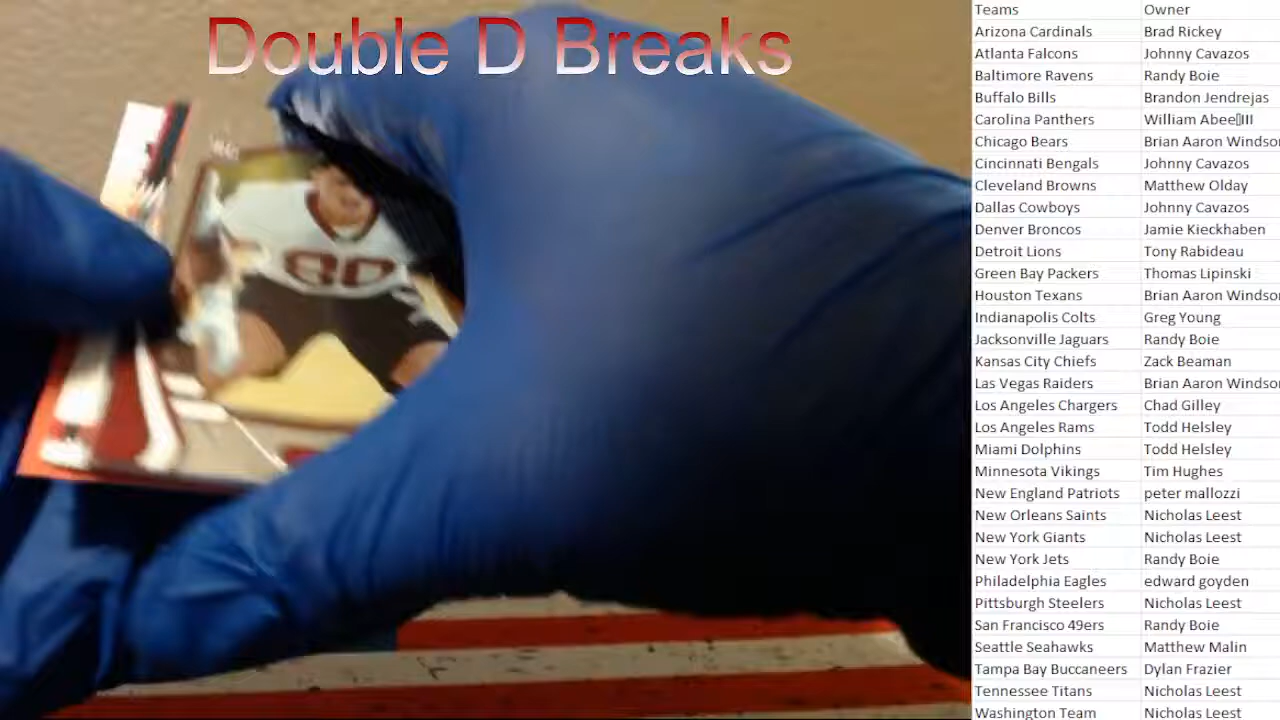 Double D Breaks
Teams Owner
Arizona Cardinals Brad Rickey
Atlanta Falcons Johnny Cavazos
Baltimore Ravens Randy Boie
Buffalo Bills Brandon Jendrejas
Carolina Panthers William Abee▯III
Chicago Bears Brian Aaron Windsor
Cincinnati Bengals Johnny Cavazos
Cleveland Browns Matthew Olday
Dallas Cowboys Johnny Cavazos
Denver Broncos Jamie Kieckhaben
Detroit Lions Tony Rabideau
Green Bay Packers Thomas Lipinski
Houston Texans Brian Aaron Windsor
Indianapolis Colts Greg Young
Jacksonville Jaguars Randy Boie
Kansas City Chiefs Zack Beaman
Las Vegas Raiders Brian Aaron Windsor
Los Angeles Chargers Chad Gilley
Los Angeles Rams Todd Helsley
Miami Dolphins Todd Helsley
Minnesota Vikings Tim Hughes
New England Patriots peter mallozzi
New Orleans Saints Nicholas Leest
New York Giants Nicholas Leest
New York Jets Randy Boie
Philadelphia Eagles edward goyden
Pittsburgh Steelers Nicholas Leest
San Francisco 49ers Randy Boie
Seattle Seahawks Matthew Malin
Tampa Bay Buccaneers Dylan Frazier
Tennessee Titans Nicholas Leest
Washington Team Nicholas Leest
80